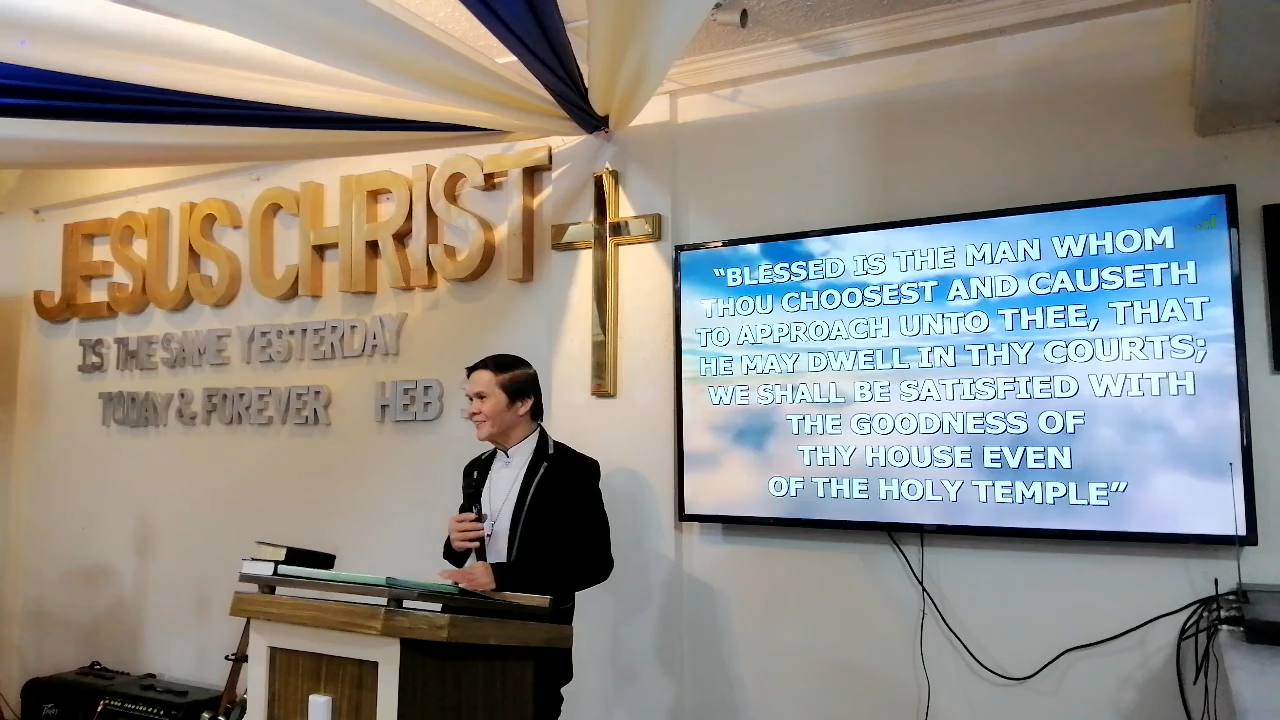 JESUS CHRIST
IS THE SAME YESTERDAY
TODAY & FOREVER HEB
“BLESSED IS THE MAN WHOM
THOU CHOOSEST AND CAUSETH
TO APPROACH UNTO THEE, THAT
HE MAY DWELL IN THY COURTS;
WE SHALL BE SATISFIED WITH
THE GOODNESS OF
THY HOUSE EVEN
OF THE HOLY TEMPLE”